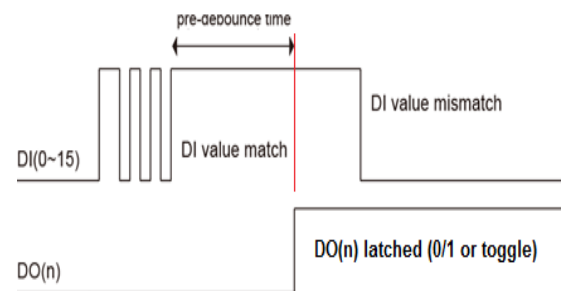 pre-debounce time
DI value mismatch
DI value match
DI(0~15)
DO(n) latched (0/1 or toggle)
DO(n)